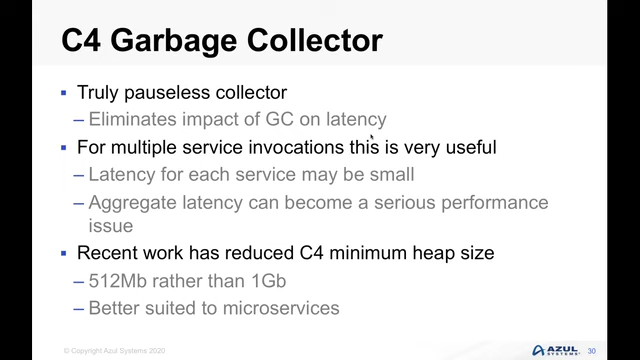 C4 Garbage Collector
▪ Truly pauseless collector
– Eliminates impact of GC on latency
▪ For multiple service invocations this is very useful
– Latency for each service may be small
– Aggregate latency can become a serious performance
issue
▪ Recent work has reduced C4 minimum heap size
– 512Mb rather than 1Gb
– Better suited to microservices
© Copyright Azul Systems 2020
AZUL
SYSTEMS
30